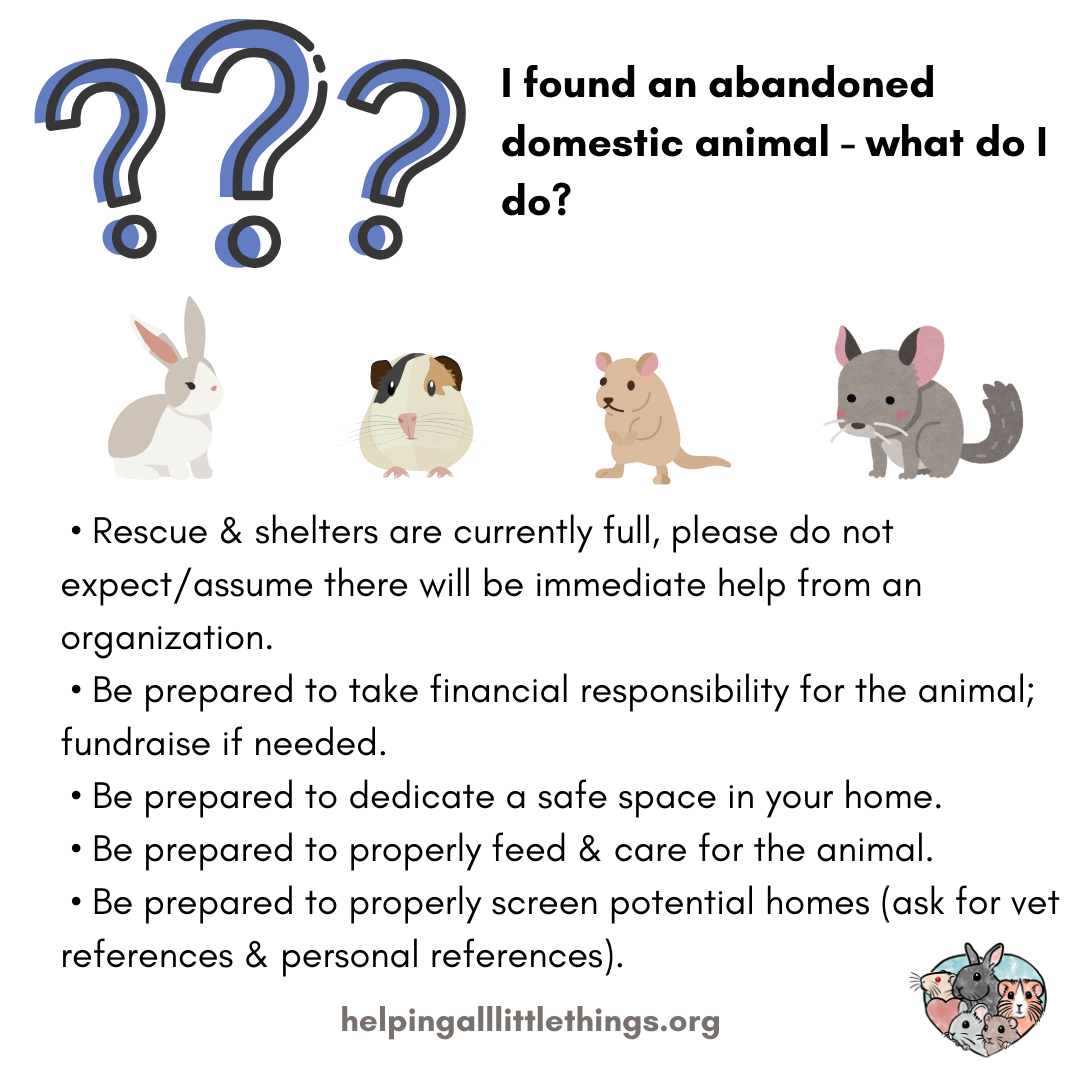 ???
I found an abandoned
domestic animal - what do I
do?
• Rescue & shelters are currently full, please do not
expect/assume there will be immediate help from an
organization.
• Be prepared to take financial responsibility for the animal;
fundraise if needed.
• Be prepared to dedicate a safe space in your home.
• Be prepared to properly feed & care for the animal.
• Be prepared to properly screen potential homes (ask for vet
references & personal references).
helpingalllittlethings.org